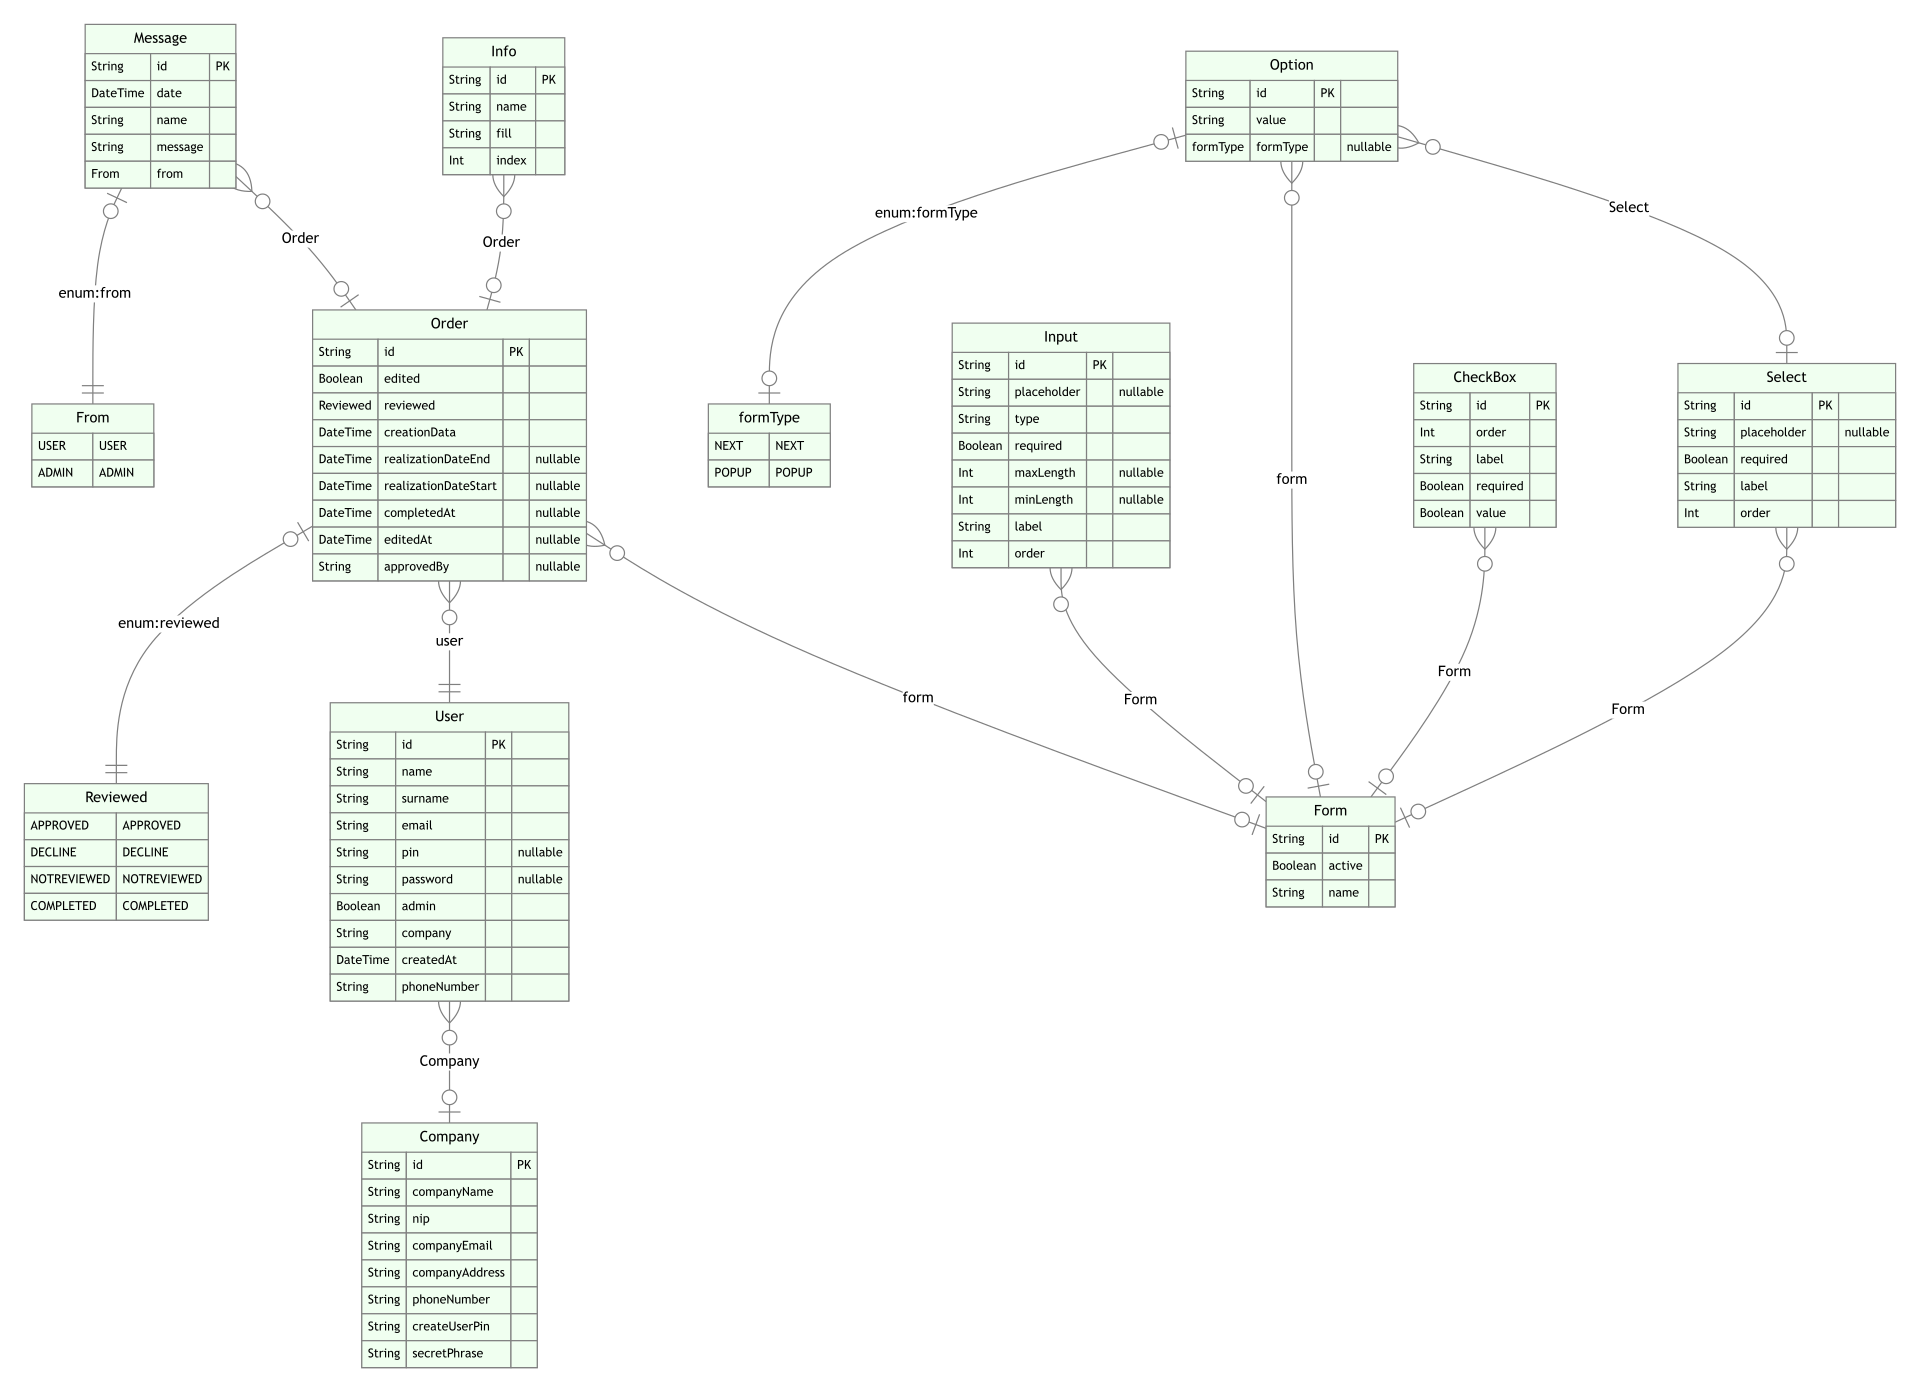 Message
String id PK
DateTime date
String name
String message
From from
Info
String id PK
String name
String fill
Int index
Option
String id PK
String value
formType formType nullable
enum:formType
Select
Order
Order
enum:from
From
USER USER
ADMIN ADMIN
Order
String id PK
Boolean edited
Reviewed reviewed
DateTime creationData
DateTime realizationDateEnd nullable
DateTime realizationDateStart nullable
DateTime completedAt nullable
DateTime editedAt nullable
String approvedBy nullable
formType
NEXT NEXT
POPUP POPUP
Input
String id PK
String placeholder nullable
String type
Boolean required
Int maxLength nullable
Int minLength nullable
String label
Int order
form
CheckBox
String id PK
Int order
String label
Boolean required
Boolean value
Select
String id PK
String placeholder nullable
Boolean required
String label
Int order
enum:reviewed
user
form
Form
Form
Form
Reviewed
APPROVED APPROVED
DECLINE DECLINE
NOTREVIEWED NOTREVIEWED
COMPLETED COMPLETED
User
String id PK
String name
String surname
String email
String pin nullable
String password nullable
Boolean admin
String company
DateTime createdAt
String phoneNumber
Form
String id PK
Boolean active
String name
Company
Company
String id PK
String companyName
String nip
String companyEmail
String companyAddress
String phoneNumber
String createUserPin
String secretPhrase